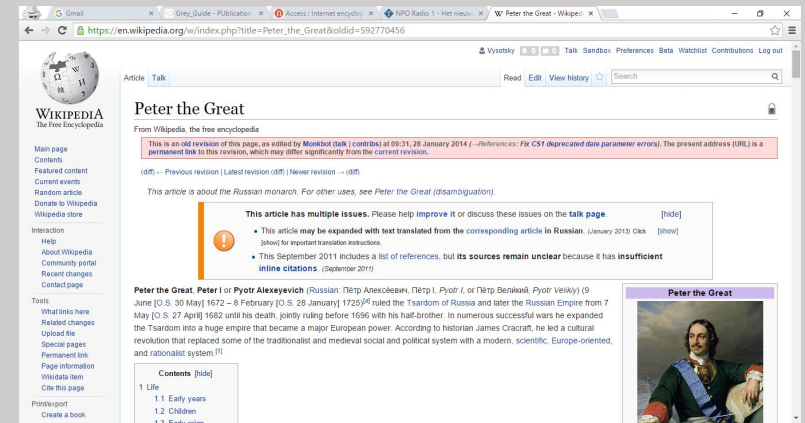 Gmail
Grey_Guide - PUblication
Access : Internet encyclop
NPO Radio 1 - Het nieuws
Peter the Great - Wikiped
https://en.wikipedia.org/w/index.php?title=Peter_the_Great&oldid=592770456
Vysotsky 0 0 Talk Sandbox Preferences Beta Watchlist Contributions Log out
Article Talk
Read Edit View history Search
WIKIPEDIA
The Free Encyclopedia
Main page
Contents
Featured content
Current events
Random article
Donate to Wikipedia
Wikipedia store
Interaction
Help
About Wikipedia
Community portal
Recent changes
Contact page
Tools
What links here
Related changes
Upload file
Special pages
Permanent link
Page information
Wikidata item
Cite this page
Print/export
Create a book
Peter the Great
From Wikipedia, the free encyclopedia
This is an old revision of this page, as edited by Monkbot (talk | contribs) at 09:31, 28 January 2014 (→References: Fix CS1 deprecated date parameter errors). The present address (URL) is a
permanent link to this revision, which may differ significantly from the current revision.
(diff) ← Previous revision | Latest revision (diff) | Newer revision → (diff)
This article is about the Russian monarch. For other uses, see Peter the Great (disambiguation).
This article has multiple issues. Please help improve it or discuss these issues on the talk page. [hide]
• This article may be expanded with text translated from the corresponding article in Russian. (January 2013) Click [show]
[show] for important translation instructions.
• This September 2011 includes a list of references, but its sources remain unclear because it has insufficient
inline citations. (September 2011)
Peter the Great, Peter I or Pyotr Alexeyevich (Russian: Пётр Алексе́евич, Пётр I, Pyotr I, or Пётр Вели́кий, Pyotr Velikiy) (9
June [O.S. 30 May] 1672 – 8 February [O.S. 28 January] 1725)[a] ruled the Tsardom of Russia and later the Russian Empire from 7
May [O.S. 27 April] 1682 until his death, jointly ruling before 1696 with his half-brother. In numerous successful wars he expanded
the Tsardom into a huge empire that became a major European power. According to historian James Cracraft, he led a cultural
revolution that replaced some of the traditionalist and medieval social and political system with a modern, scientific, Europe-oriented,
and rationalist system.[1]
Peter the Great
Contents [hide]
1 Life
1.1 Early years
1.2 Children
1.3 Early reign